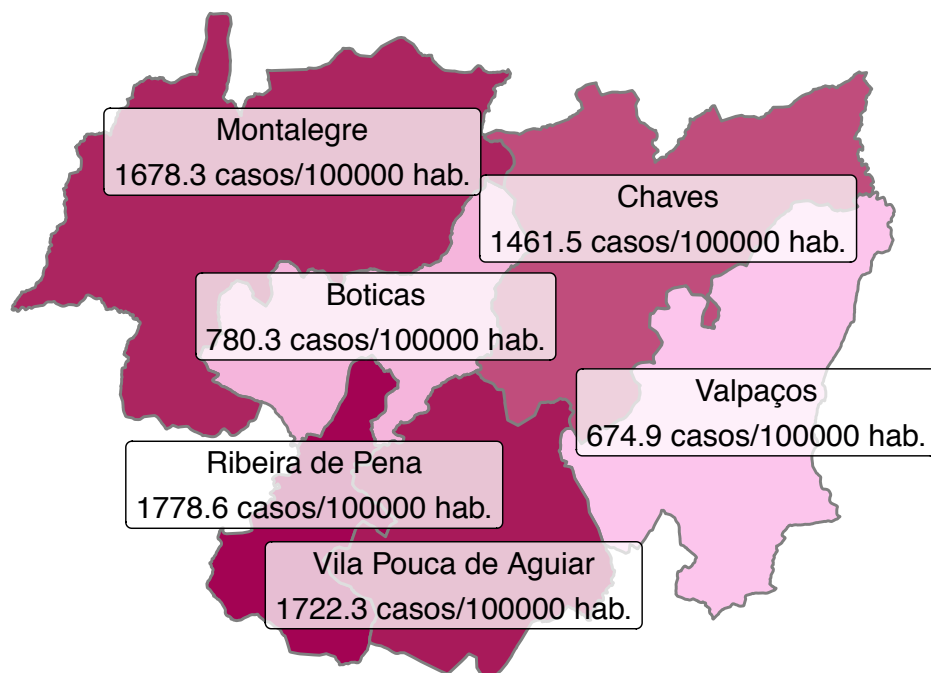 Montalegre
1678.3 casos/100000 hab.
Chaves
1461.5 casos/100000 hab.
Boticas
780.3 casos/100000 hab.
Valpaços
674.9 casos/100000 hab.
Ribeira de Pena
1778.6 casos/100000 hab.
Vila Pouca de Aguiar
1722.3 casos/100000 hab.